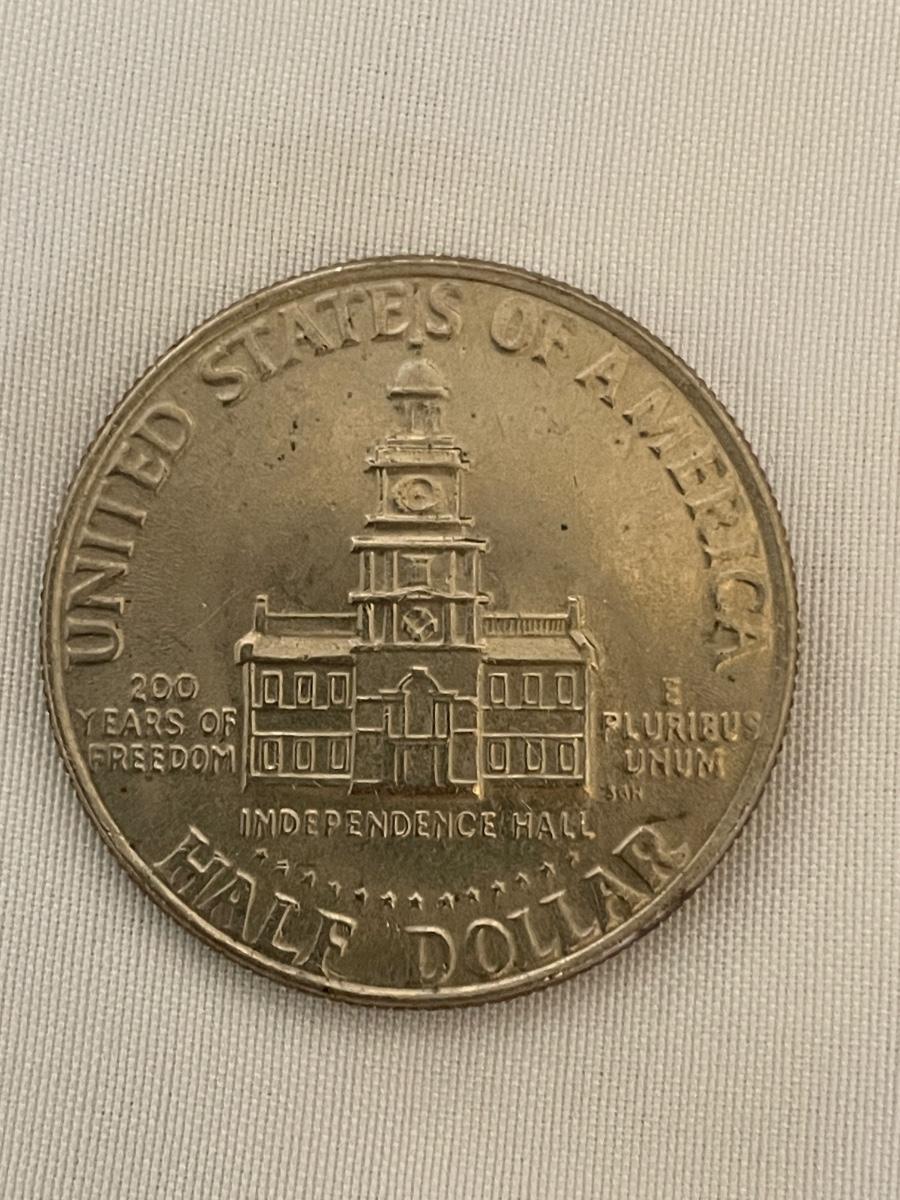 UNITED STATES OF AMERICA
200
YEARS OF
FREEDOM
E
PLURIBUS
UNUM
INDEPENDENCE HALL
HALF DOLLAR